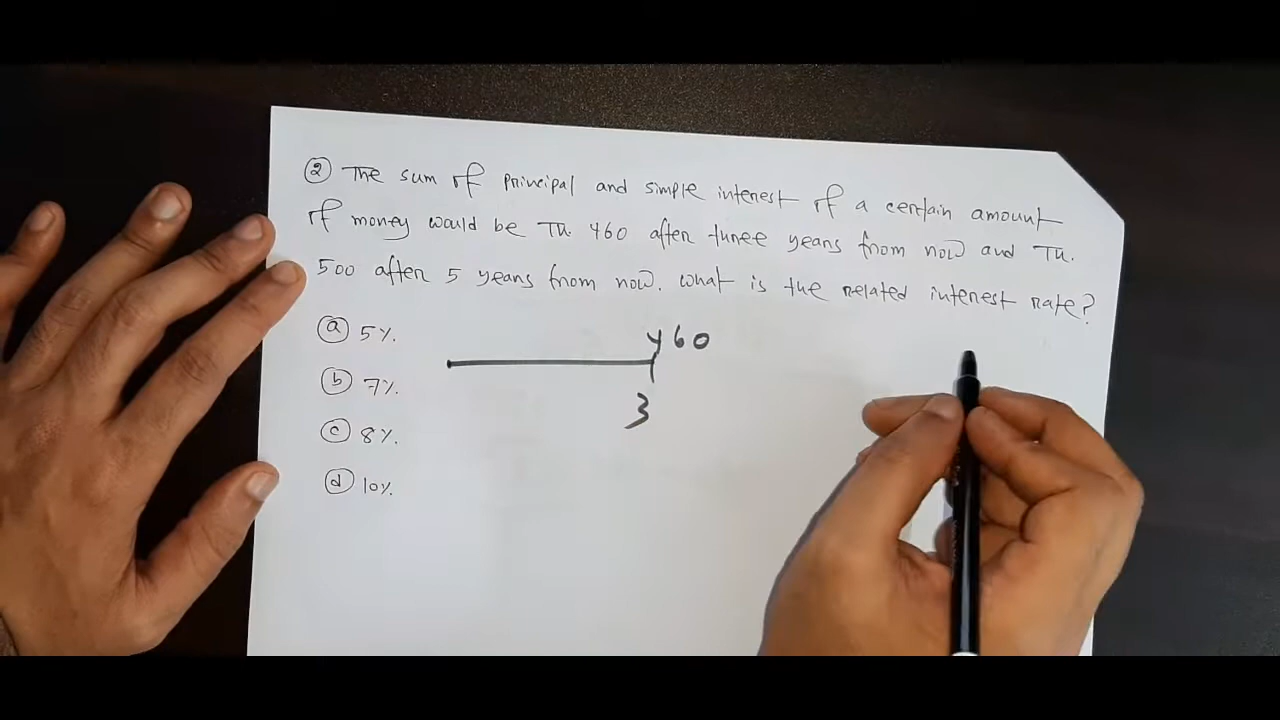 ② The sum of principal and simple interest of a certain amount
of money would be Tk. 460 after three years from now and Tk.
500 after 5 years from now. What is the related interest rate?
ⓐ 5%.
ⓑ 7%.
ⓒ 8%.
ⓓ 10%.
460
3